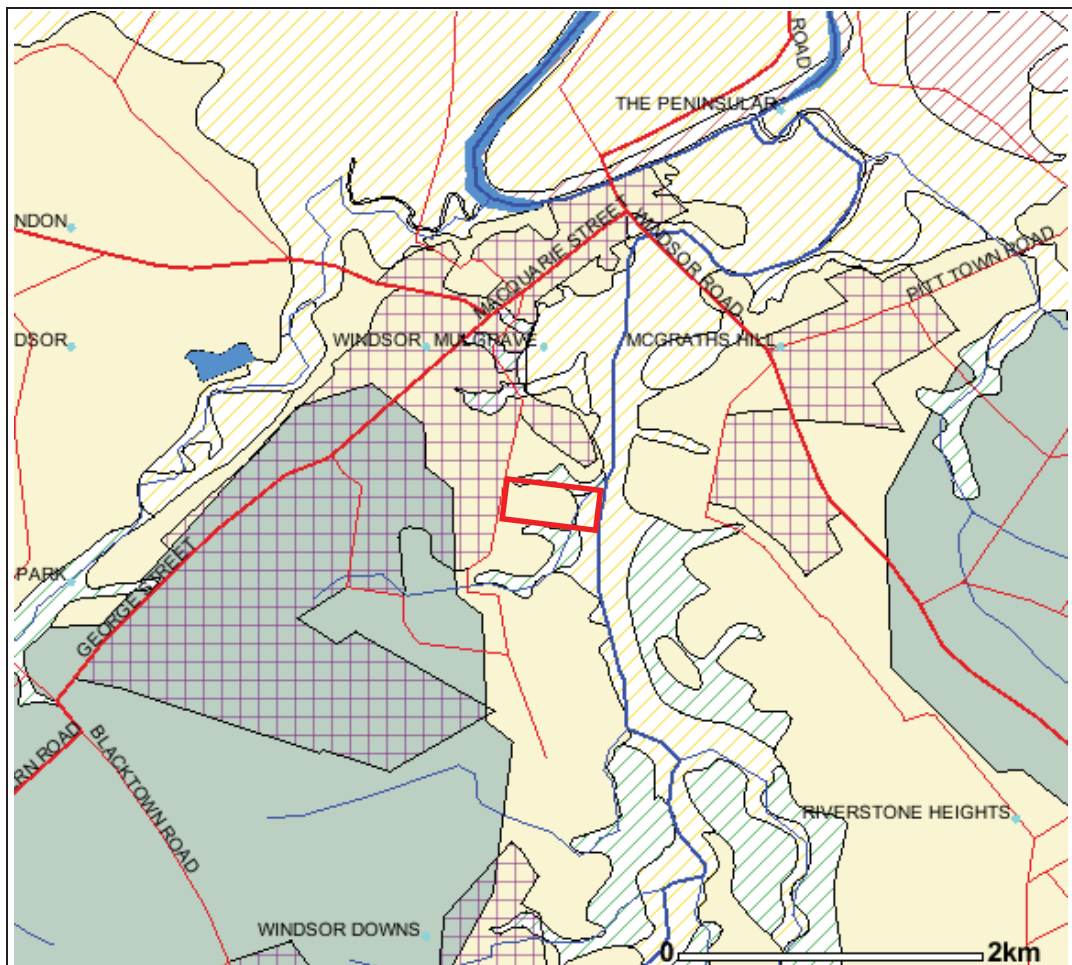 ROAD
THE PENINSULAR
NDON
MACQUARIE STREET
WINDSOR ROAD
PITT TOWN ROAD
DSOR
WINDSOR
MULGRAVE
MCGRATHS HILL
PARK
GEORGE STREET
ERN ROAD
BLACKTOWN ROAD
RIVERSTONE HEIGHTS
WINDSOR DOWNS
0 2km